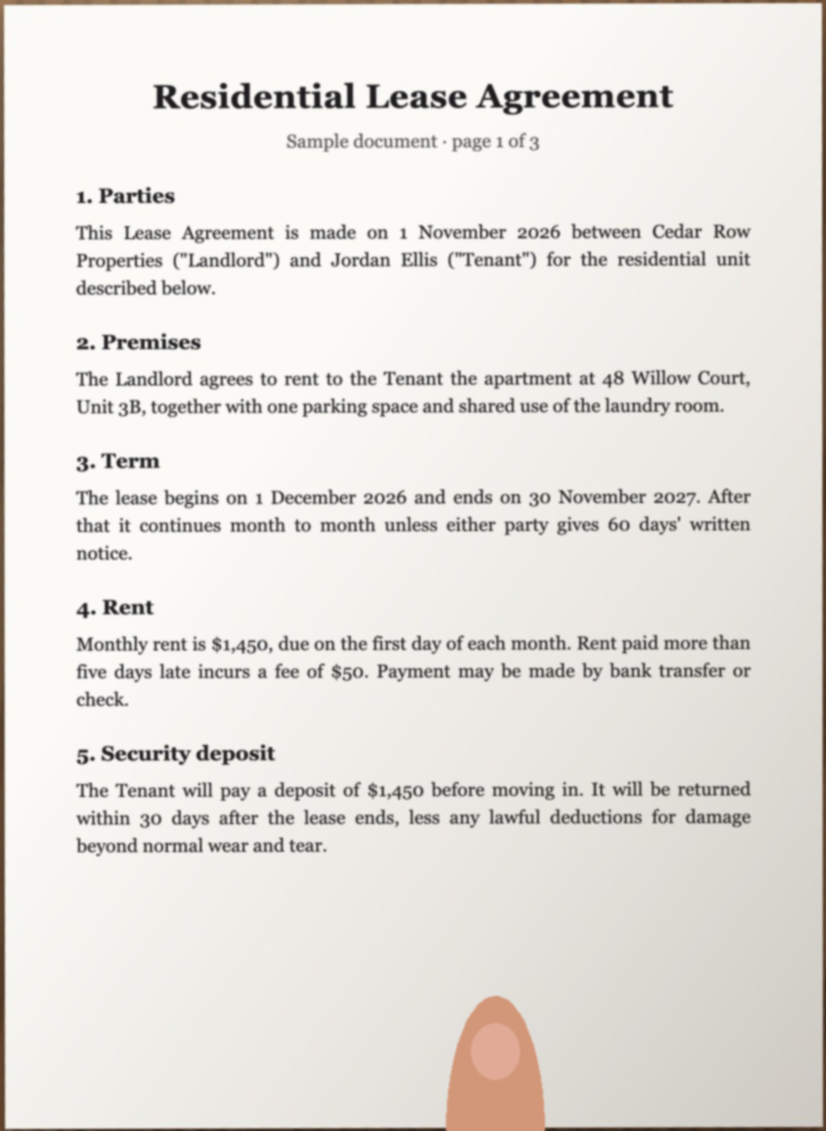 Residential Lease Agreement
Sample document · page 1 of 3
1. Parties
This Lease Agreement is made on 1 November 2026 between Cedar Row
Properties ("Landlord") and Jordan Ellis ("Tenant") for the residential unit
described below.
2. Premises
The Landlord agrees to rent to the Tenant the apartment at 48 Willow Court,
Unit 3B, together with one parking space and shared use of the laundry room.
3. Term
The lease begins on 1 December 2026 and ends on 30 November 2027. After
that it continues month to month unless either party gives 60 days' written
notice.
4. Rent
Monthly rent is $1,450, due on the first day of each month. Rent paid more than
five days late incurs a fee of $50. Payment may be made by bank transfer or
check.
5. Security deposit
The Tenant will pay a deposit of $1,450 before moving in. It will be returned
within 30 days after the lease ends, less any lawful deductions for damage
beyond normal wear and tear.